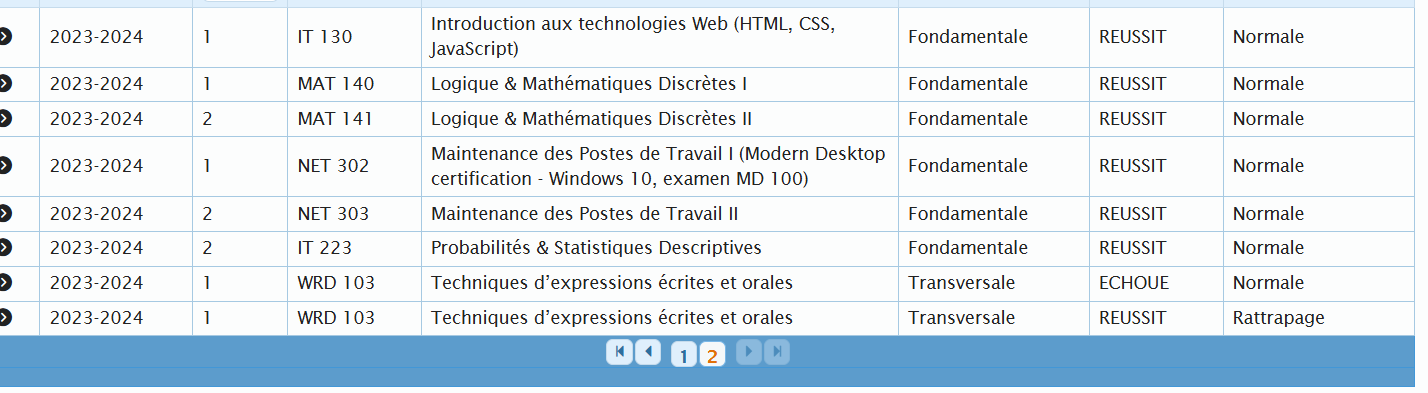 2023-2024 1 IT 130 Introduction aux technologies Web (HTML, CSS, JavaScript) Fondamentale REUSSIT Normale
2023-2024 1 MAT 140 Logique & Mathématiques Discrètes I Fondamentale REUSSIT Normale
2023-2024 2 MAT 141 Logique & Mathématiques Discrètes II Fondamentale REUSSIT Normale
2023-2024 1 NET 302 Maintenance des Postes de Travail I (Modern Desktop certification - Windows 10, examen MD 100) Fondamentale REUSSIT Normale
2023-2024 2 NET 303 Maintenance des Postes de Travail II Fondamentale REUSSIT Normale
2023-2024 2 IT 223 Probabilités & Statistiques Descriptives Fondamentale REUSSIT Normale
2023-2024 1 WRD 103 Techniques d’expressions écrites et orales Transversale ECHOUE Normale
2023-2024 1 WRD 103 Techniques d’expressions écrites et orales Transversale REUSSIT Rattrapage
1 2